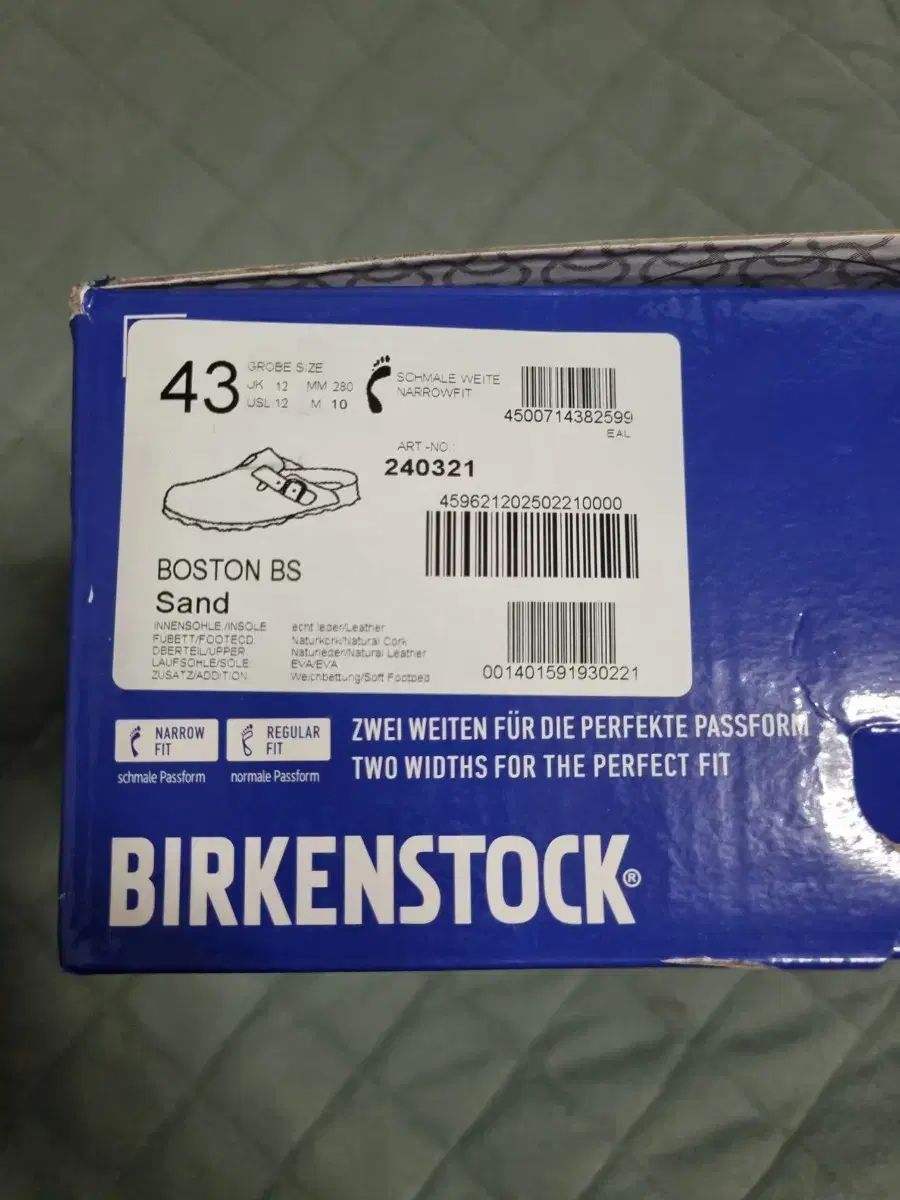 43
GROBE SIZE
JK 12 MM 280
USL 12 M 10
SCHMALE WEITE
NARROWFIT
4500714382599
EAL
ART-NO.:
240321
459621202502210000
BOSTON BS
Sand
INNENSOHLE/INSOLE echt leder/Leather
FUBETT/FOOTECD Naturkork/Natural Cork
OBERTEIL/UPPER Naturleder/Natural Leather
LAUFSOHLE/SOLE EVA/EVA
ZUSATZ/ADDITION Weichbettung/Soft Footbed
001401591930221
NARROW FIT
schmale Passform
REGULAR FIT
normale Passform
ZWEI WEITEN FÜR DIE PERFEKTE PASSFORM
TWO WIDTHS FOR THE PERFECT FIT
BIRKENSTOCK®